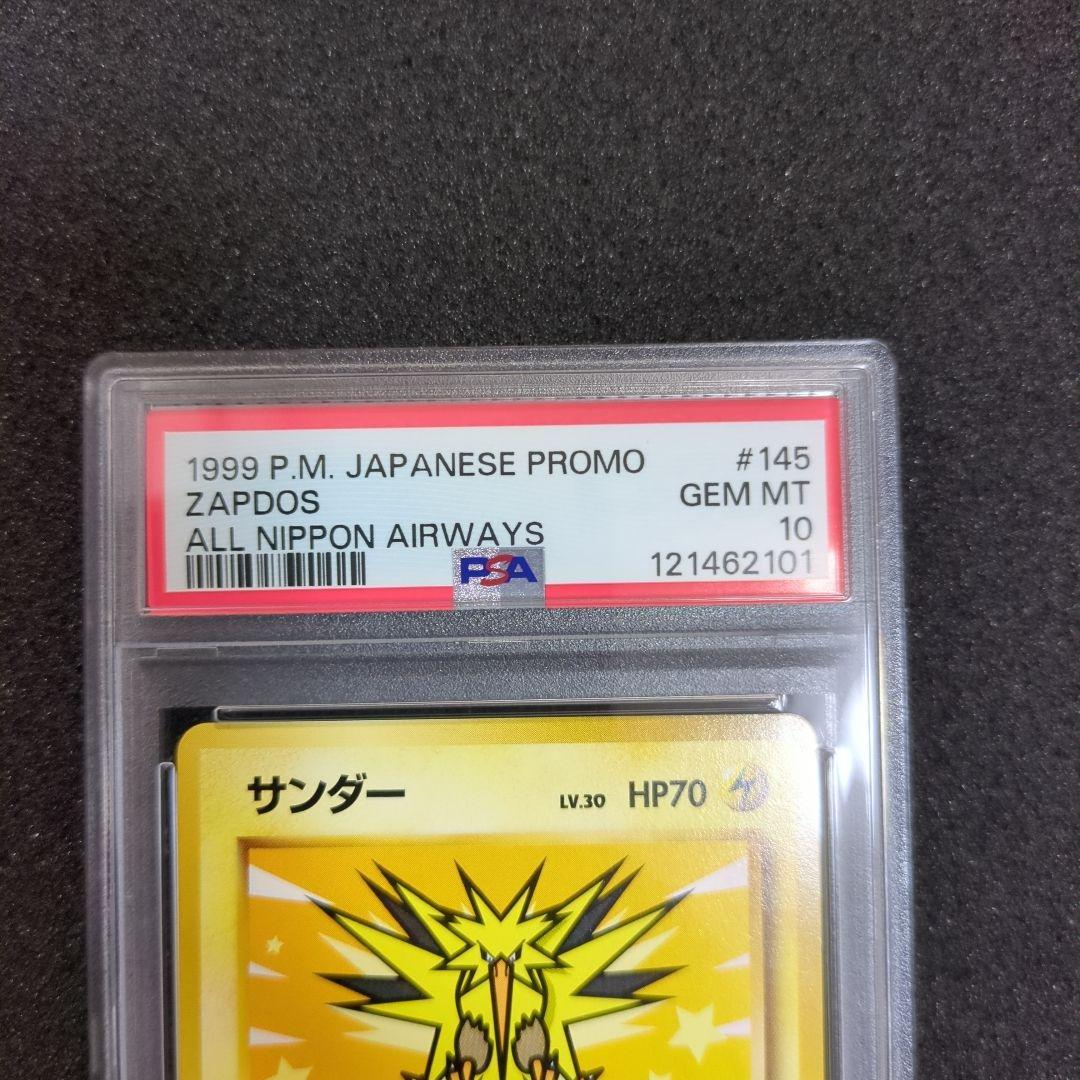 1999 P.M. JAPANESE PROMO #145
ZAPDOS GEM MT
ALL NIPPON AIRWAYS 10
PSA 121462101
サンダー LV.30 HP70